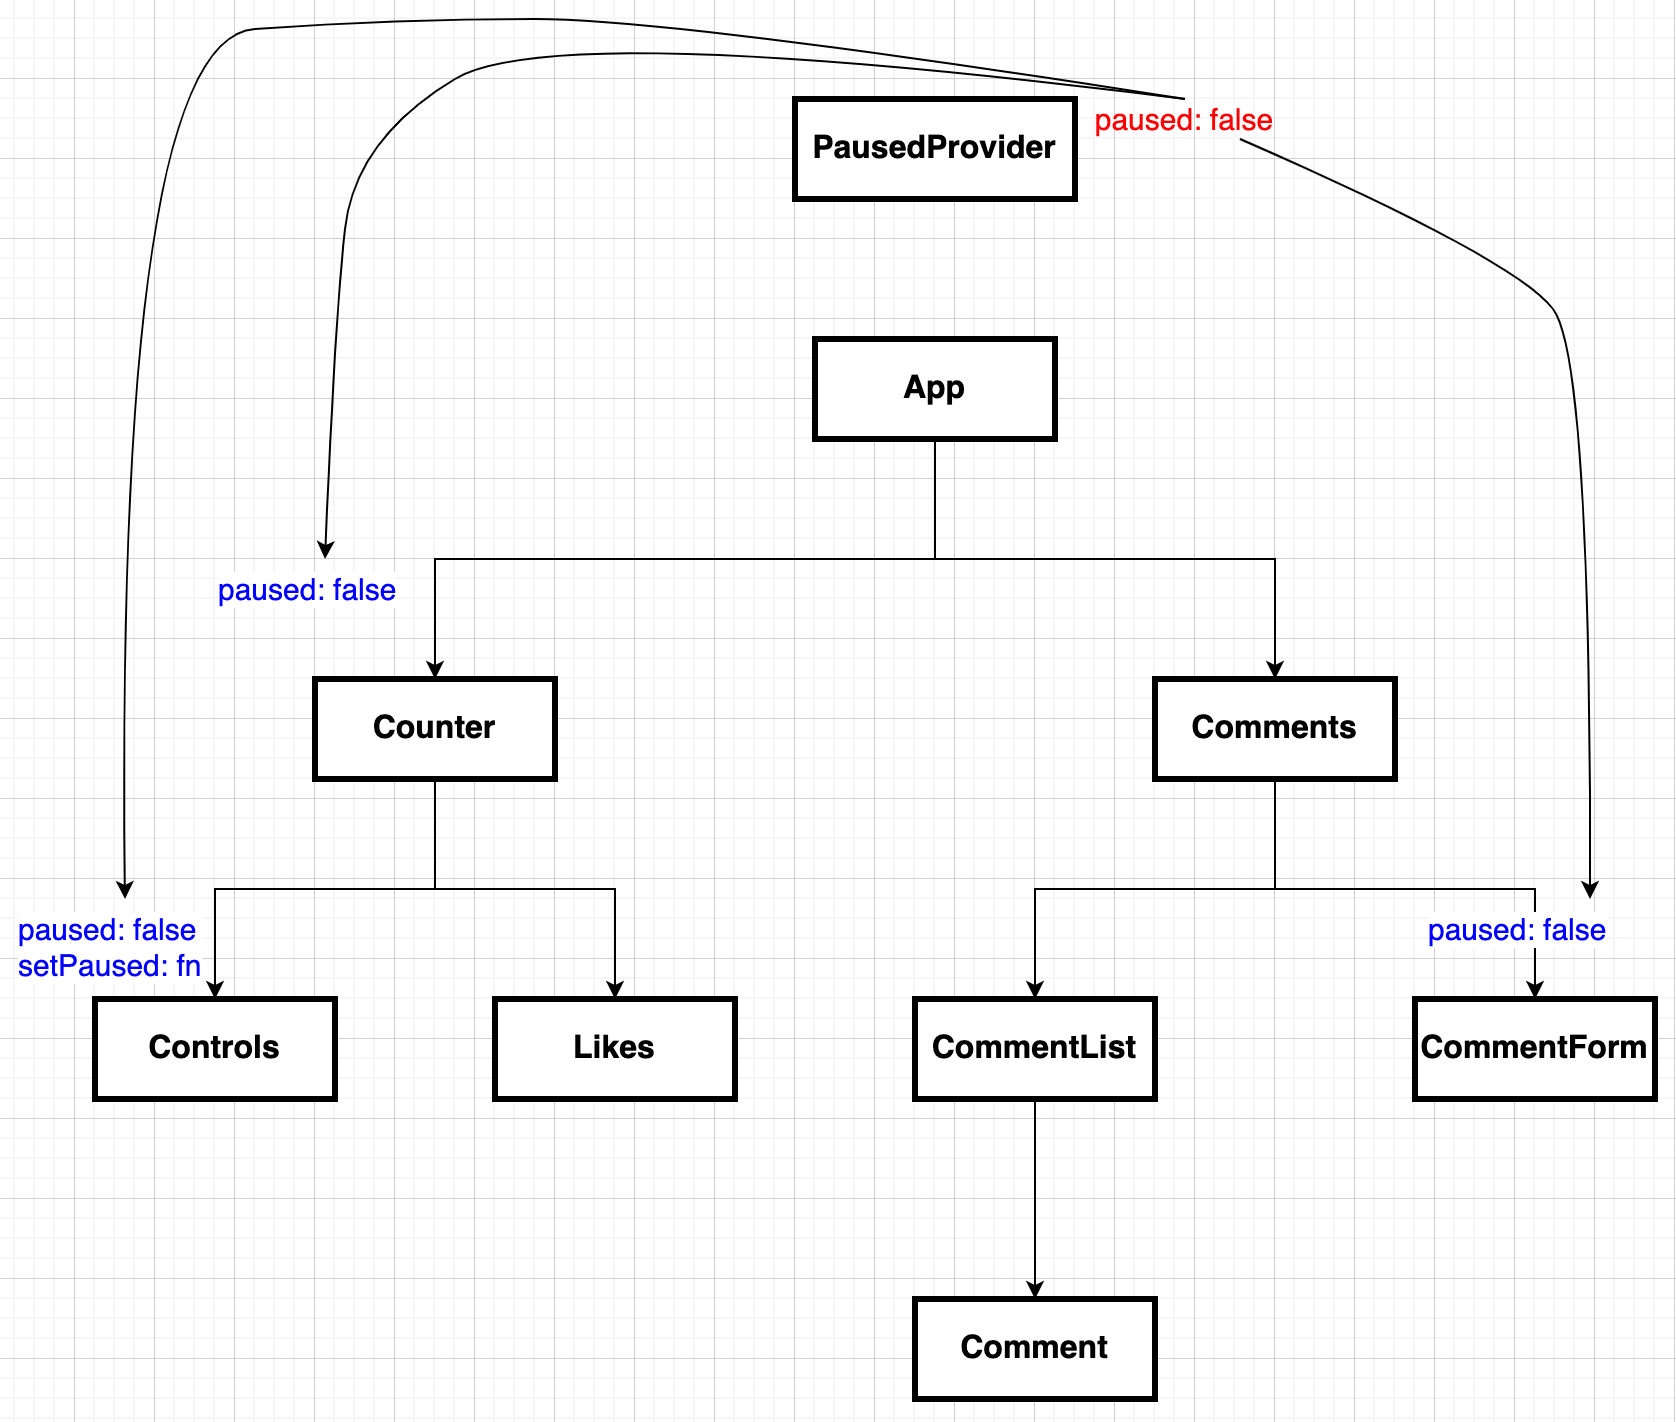 PausedProvider
paused: false
App
paused: false
Counter
Comments
paused: false
setPaused: fn
paused: false
Controls
Likes
CommentList
CommentForm
Comment